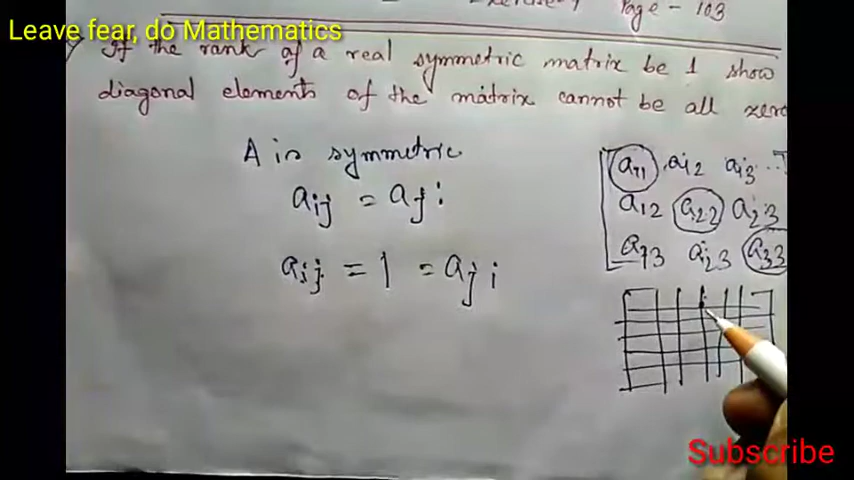 Page - 103
Leave fear, do Mathematics
If the rank of a real symmetric matrix be 1 show
diagonal elements of the matrix cannot be all zero
A is symmetric
aij = aji
aij = 1 = aji
a11 a12 a13 ...
a12 a22 a23
a13 a23 a33
Subscribe